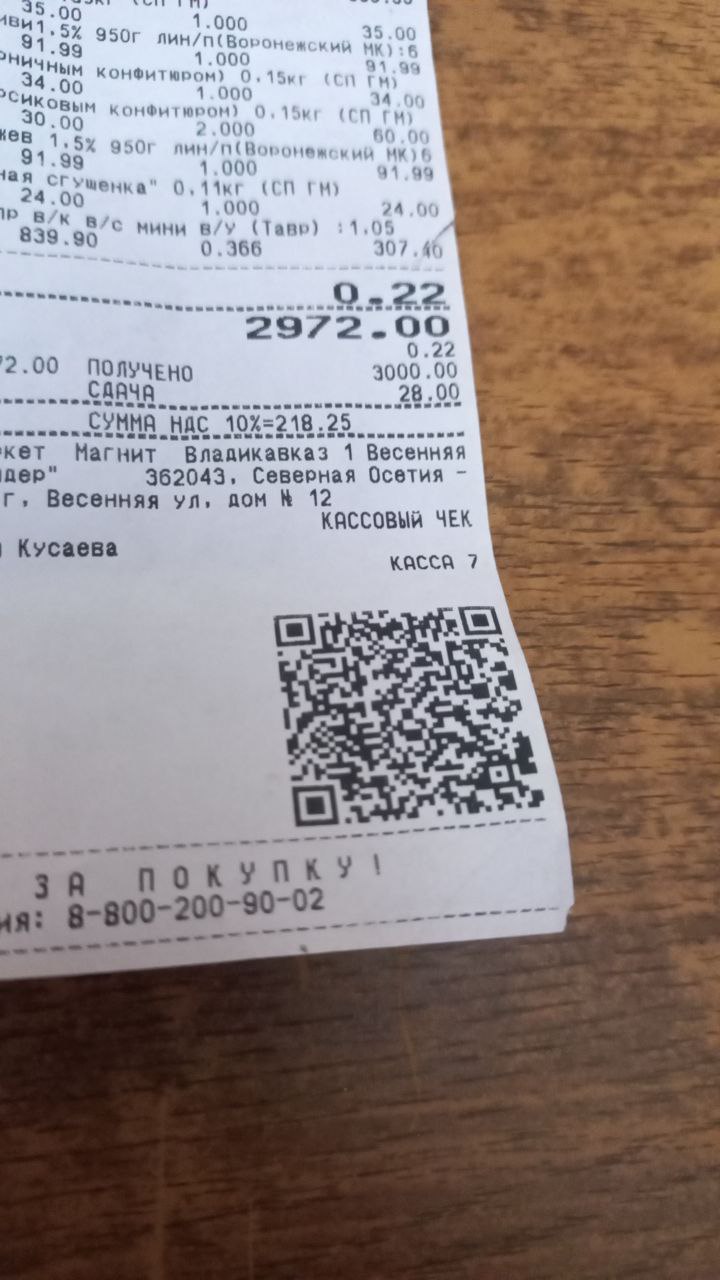 35.00 1.000 35.00
1.5% 950г лин/п(Воронежский МК):6
91.99 1.000 91.99
конфитюром) 0.15кг (СП ГМ)
34.00 1.000 34.00
конфитюром) 0.15кг (СП ГМ)
30.00 2.000 60.00
1.5% 950г лин/п(Воронежский МК)6
91.99 1.000 91.99
ная сгущенка" 0.11кг (СП ГМ)
24.00 1.000 24.00
пр в/к в/с мини в/у (Тавр) :1.05
839.90 0.366 307.40
0.22
2972.00
0.22
72.00 ПОЛУЧЕНО 3000.00
СДАЧА 28.00
СУММА НДС 10%=218.25
кет Магнит Владикавказ 1 Весенняя
ндер" 362043, Северная Осетия -
г, Весенняя ул, дом № 12
КАССОВЫЙ ЧЕК
Кусаева
КАССА 7
ЗА ПОКУПКУ!
ия: 8-800-200-90-02